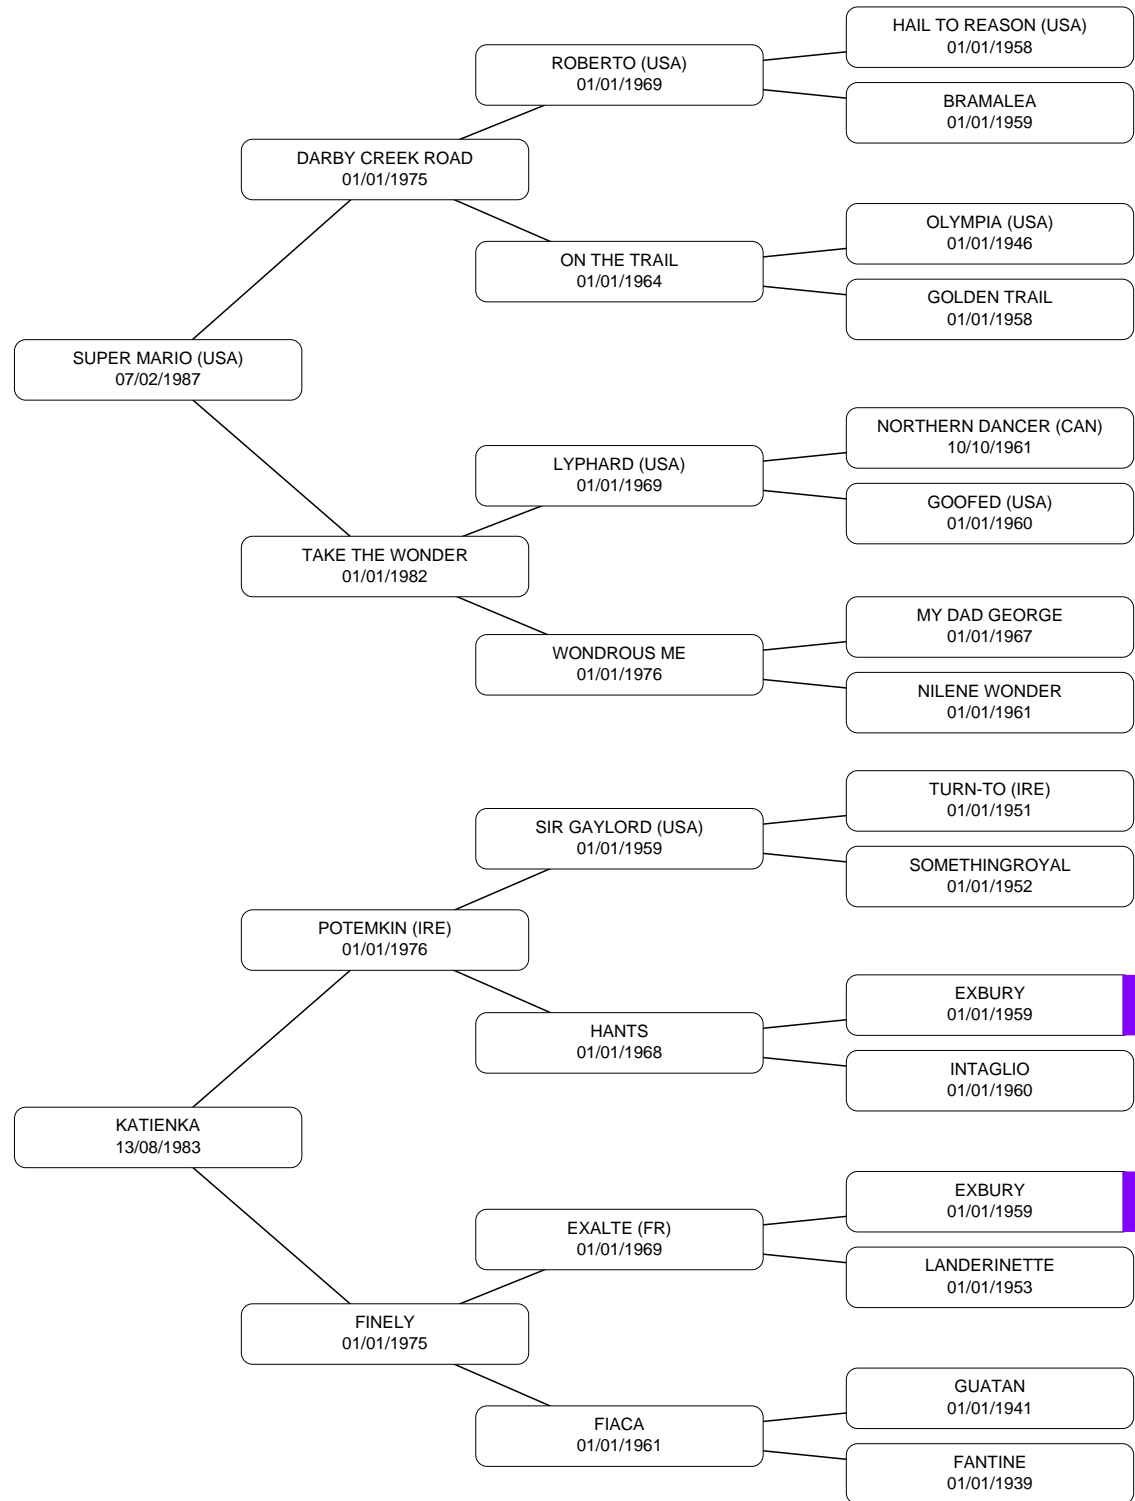 HAIL TO REASON (USA)
01/01/1958
ROBERTO (USA)
01/01/1969
BRAMALEA
01/01/1959
DARBY CREEK ROAD
01/01/1975
OLYMPIA (USA)
01/01/1946
ON THE TRAIL
01/01/1964
GOLDEN TRAIL
01/01/1958
SUPER MARIO (USA)
07/02/1987
NORTHERN DANCER (CAN)
10/10/1961
LYPHARD (USA)
01/01/1969
GOOFED (USA)
01/01/1960
TAKE THE WONDER
01/01/1982
MY DAD GEORGE
01/01/1967
WONDROUS ME
01/01/1976
NILENE WONDER
01/01/1961
TURN-TO (IRE)
01/01/1951
SIR GAYLORD (USA)
01/01/1959
SOMETHINGROYAL
01/01/1952
POTEMKIN (IRE)
01/01/1976
EXBURY
01/01/1959
HANTS
01/01/1968
INTAGLIO
01/01/1960
KATIENKA
13/08/1983
EXBURY
01/01/1959
EXALTE (FR)
01/01/1969
LANDERINETTE
01/01/1953
FINELY
01/01/1975
GUATAN
01/01/1941
FIACA
01/01/1961
FANTINE
01/01/1939